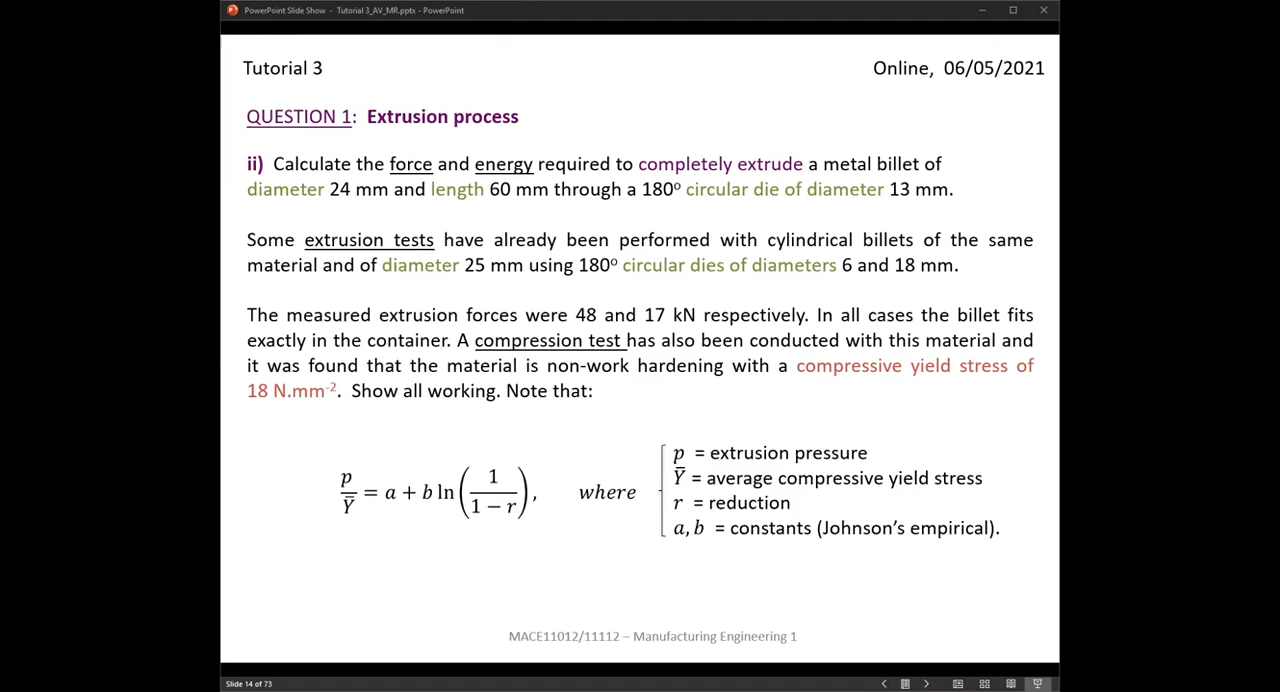 PowerPoint Slide Show - Tutorial 3_AV_MR.pptx - PowerPoint
Tutorial 3
Online, 06/05/2021
QUESTION 1: Extrusion process
ii) Calculate the force and energy required to completely extrude a metal billet of
diameter 24 mm and length 60 mm through a 180º circular die of diameter 13 mm.
Some extrusion tests have already been performed with cylindrical billets of the same
material and of diameter 25 mm using 180º circular dies of diameters 6 and 18 mm.
The measured extrusion forces were 48 and 17 kN respectively. In all cases the billet fits
exactly in the container. A compression test has also been conducted with this material and
it was found that the material is non-work hardening with a compressive yield stress of
18 N.mm⁻². Show all working. Note that:
p/Ȳ = a + b ln(1/(1 − r)), where
p = extrusion pressure
Ȳ = average compressive yield stress
r = reduction
a, b = constants (Johnson's empirical).
MACE11012/11112 – Manufacturing Engineering 1
Slide 14 of 73